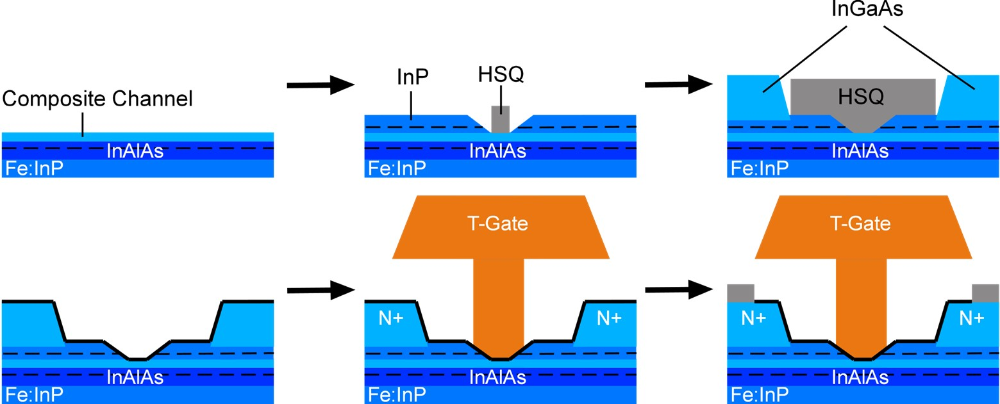 Composite Channel
InAlAs
Fe:InP
InP
HSQ
InAlAs
Fe:InP
InGaAs
HSQ
InAlAs
Fe:InP
InAlAs
Fe:InP
T-Gate
N+
N+
InAlAs
Fe:InP
T-Gate
N+
N+
InAlAs
Fe:InP